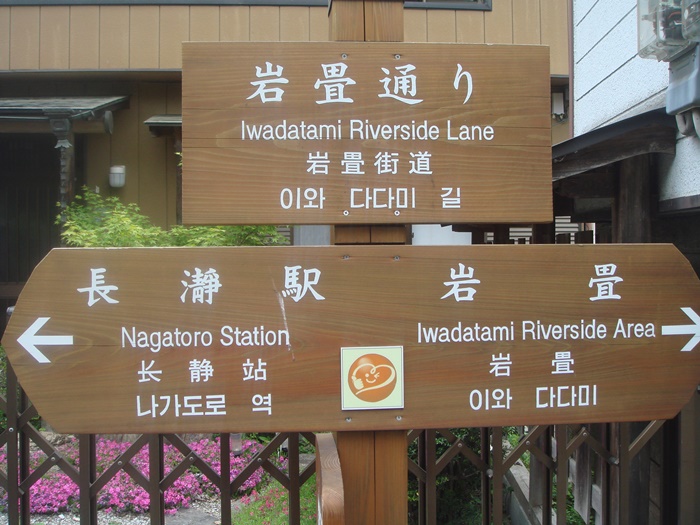 岩畳通り
Iwadatami Riverside Lane
岩畳街道
이와 다다미 길
長瀞駅
Nagatoro Station
长静站
나가도로 역
岩畳
Iwadatami Riverside Area
岩畳
이와 다다미